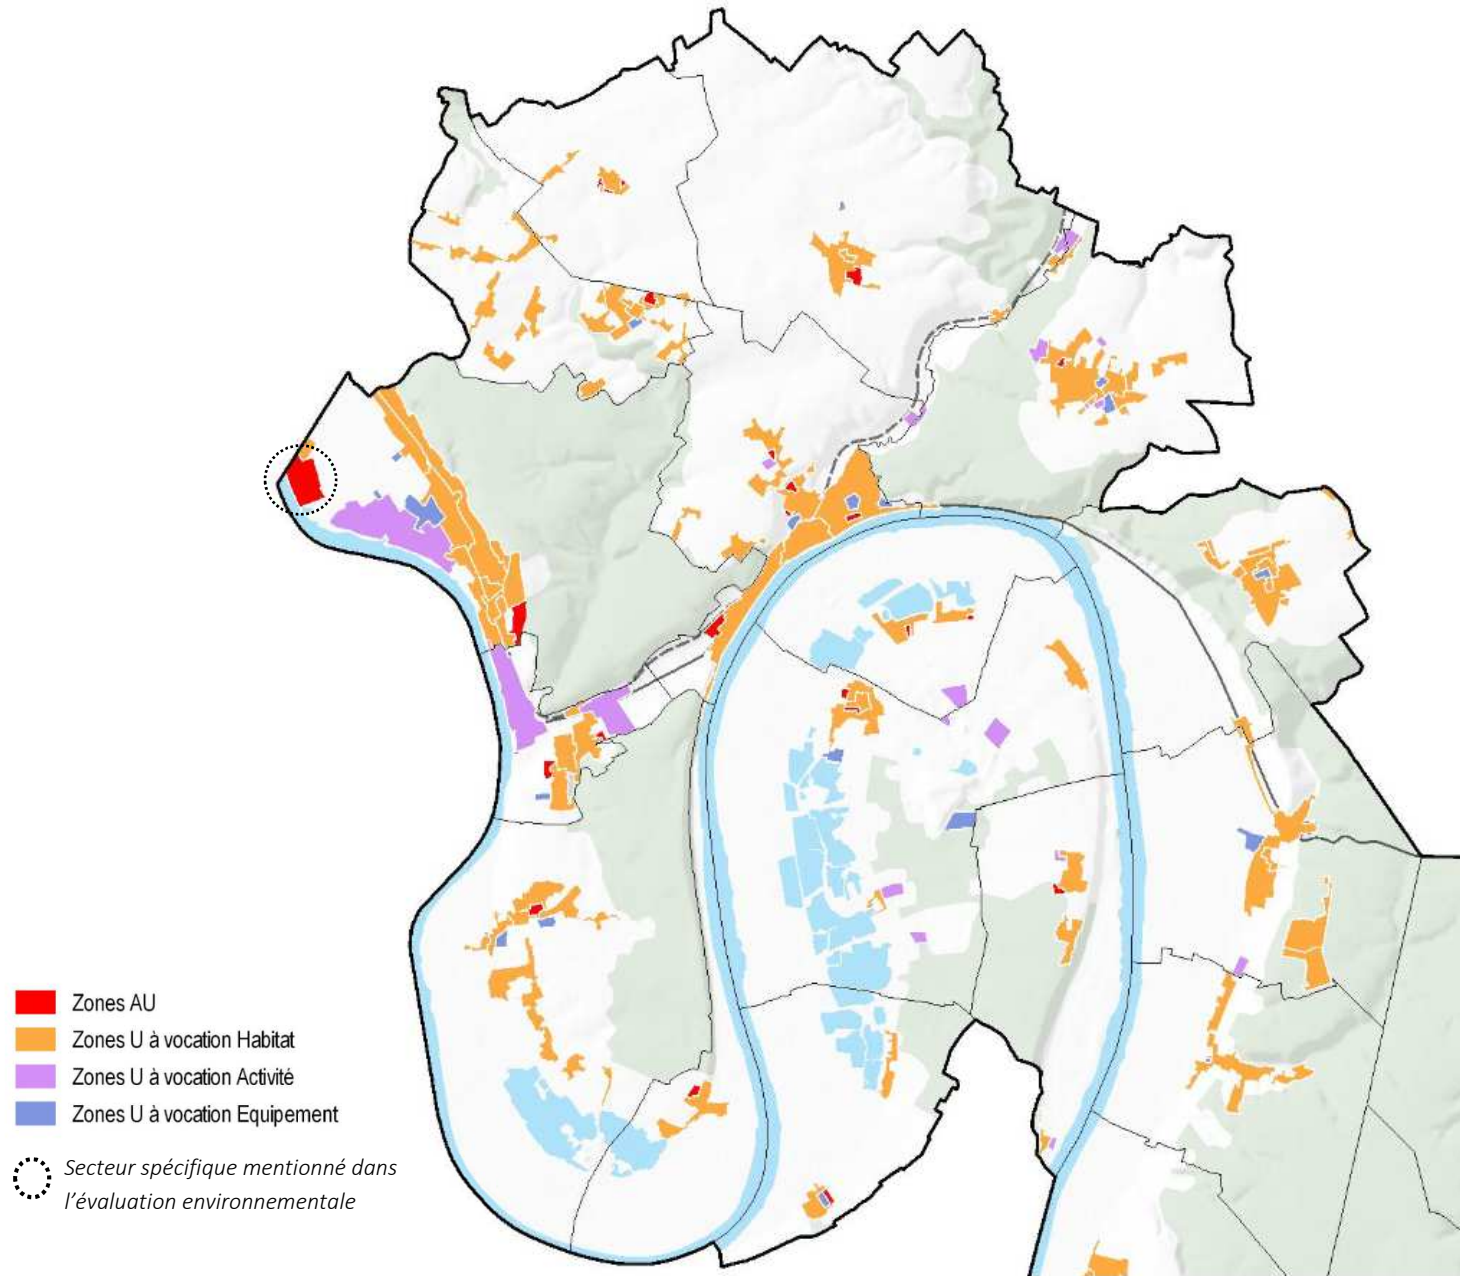 Zones AU
Zones U à vocation Habitat
Zones U à vocation Activité
Zones U à vocation Equipement
Secteur spécifique mentionné dans
l'évaluation environnementale